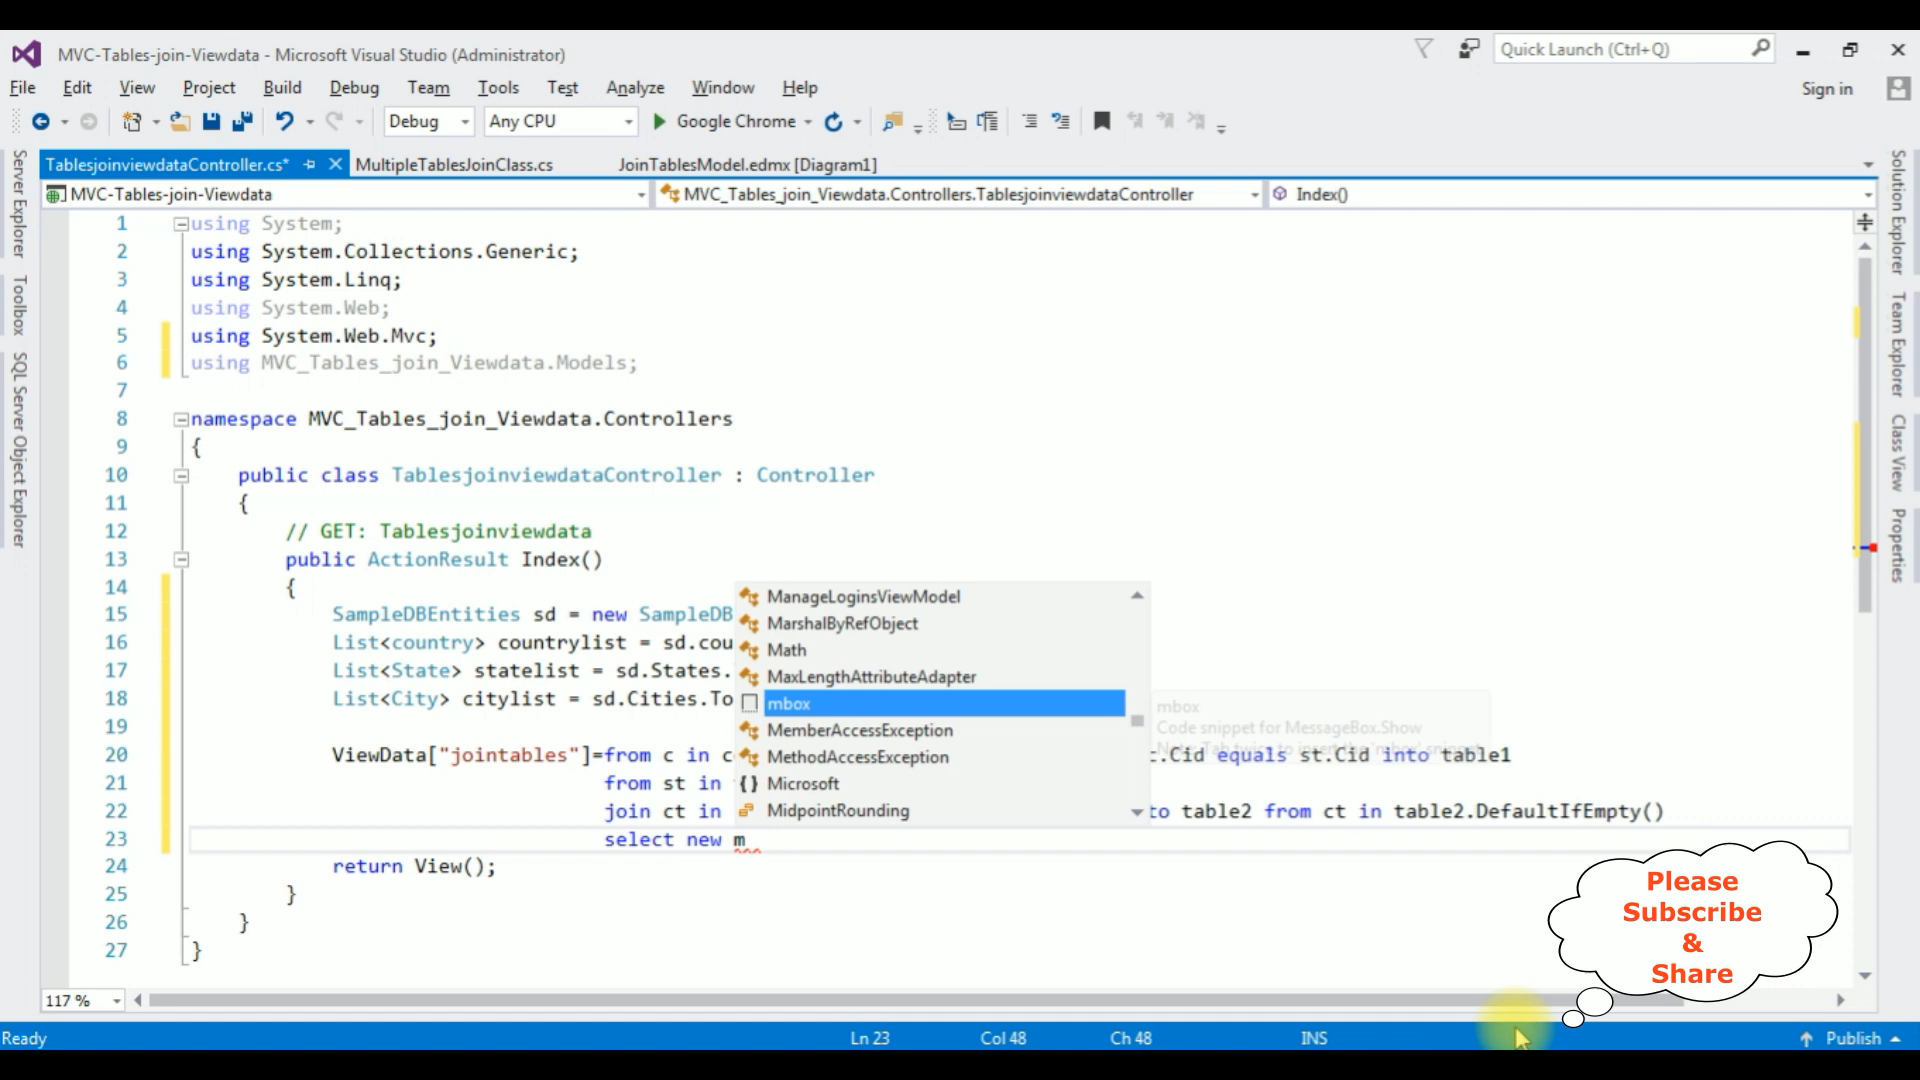 MVC-Tables-join-Viewdata - Microsoft Visual Studio (Administrator)
Quick Launch (Ctrl+Q)
File Edit View Project Build Debug Team Tools Test Analyze Window Help
Sign in
Debug Any CPU Google Chrome
TablesjoinviewdataController.cs* MultipleTablesJoinClass.cs JoinTablesModel.edmx [Diagram1]
MVC-Tables-join-Viewdata MVC_Tables_join_Viewdata.Controllers.TablesjoinviewdataController Index()
Server Explorer
Toolbox
SQL Server Object Explorer
Solution Explorer
Team Explorer
Class View
Properties
1 using System;
2 using System.Collections.Generic;
3 using System.Linq;
4 using System.Web;
5 using System.Web.Mvc;
6 using MVC_Tables_join_Viewdata.Models;
7
8 namespace MVC_Tables_join_Viewdata.Controllers
9 {
10 public class TablesjoinviewdataController : Controller
11 {
12 // GET: Tablesjoinviewdata
13 public ActionResult Index()
14 {
15 SampleDBEntities sd = new SampleDB
16 List<country> countrylist = sd.cou
17 List<State> statelist = sd.States.
18 List<City> citylist = sd.Cities.To
19
20 ViewData["jointables"]=from c in c c.Cid equals st.Cid into table1
21 from st in
22 join ct in to table2 from ct in table2.DefaultIfEmpty()
23 select new m
24 return View();
25 }
26 }
27 }
ManageLoginsViewModel
MarshalByRefObject
Math
MaxLengthAttributeAdapter
mbox
MemberAccessException
MethodAccessException
{} Microsoft
MidpointRounding
mbox
Code snippet for MessageBox.Show
Note: Tab twice to insert the 'mbox' snippet.
Please
Subscribe
&
Share
117 %
Ready Ln 23 Col 48 Ch 48 INS Publish